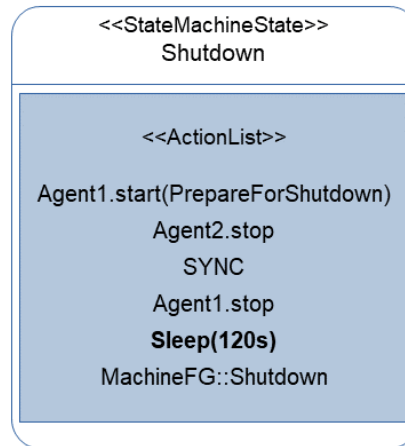 <<StateMachineState>>
Shutdown
<<ActionList>>
Agent1.start(PrepareForShutdown)
Agent2.stop
SYNC
Agent1.stop
Sleep(120s)
MachineFG::Shutdown